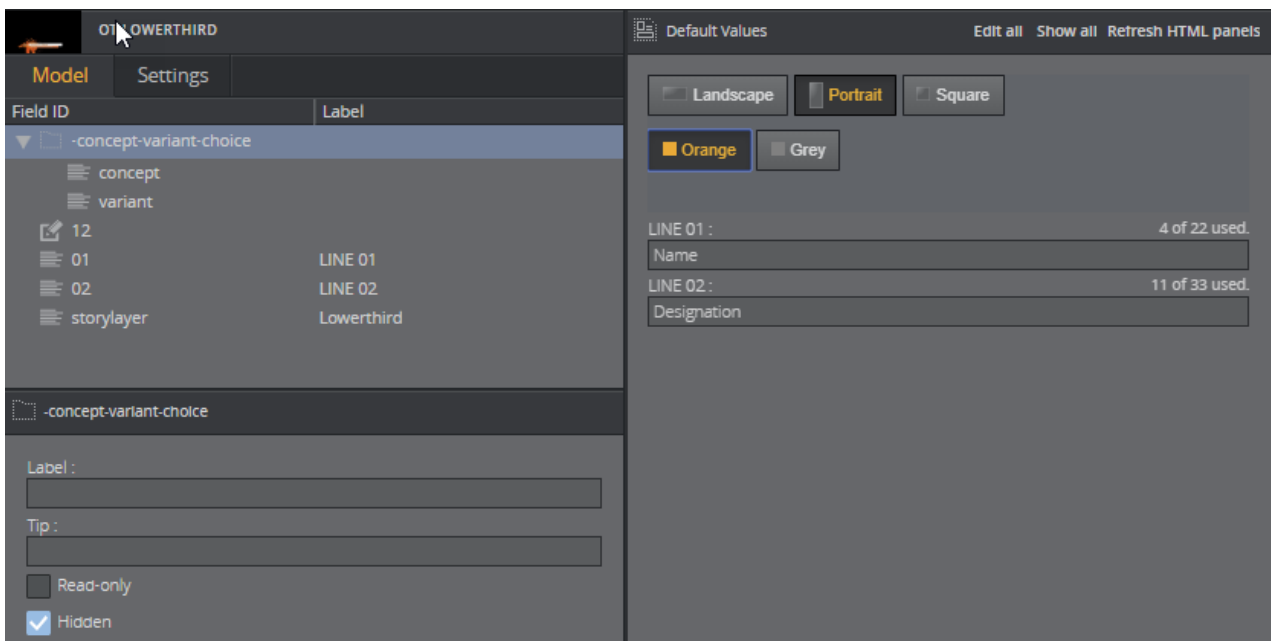 LOWERTHIRD
Model Settings
Field ID Label
-concept-variant-choice
concept
variant
12
01 LINE 01
02 LINE 02
storylayer Lowerthird
-concept-variant-choice
Label :
Tip :
Read-only
Hidden
Default Values Edit all Show all Refresh HTML panels
Landscape Portrait Square
Orange Grey
LINE 01 : 4 of 22 used.
Name
LINE 02 : 11 of 33 used.
Designation